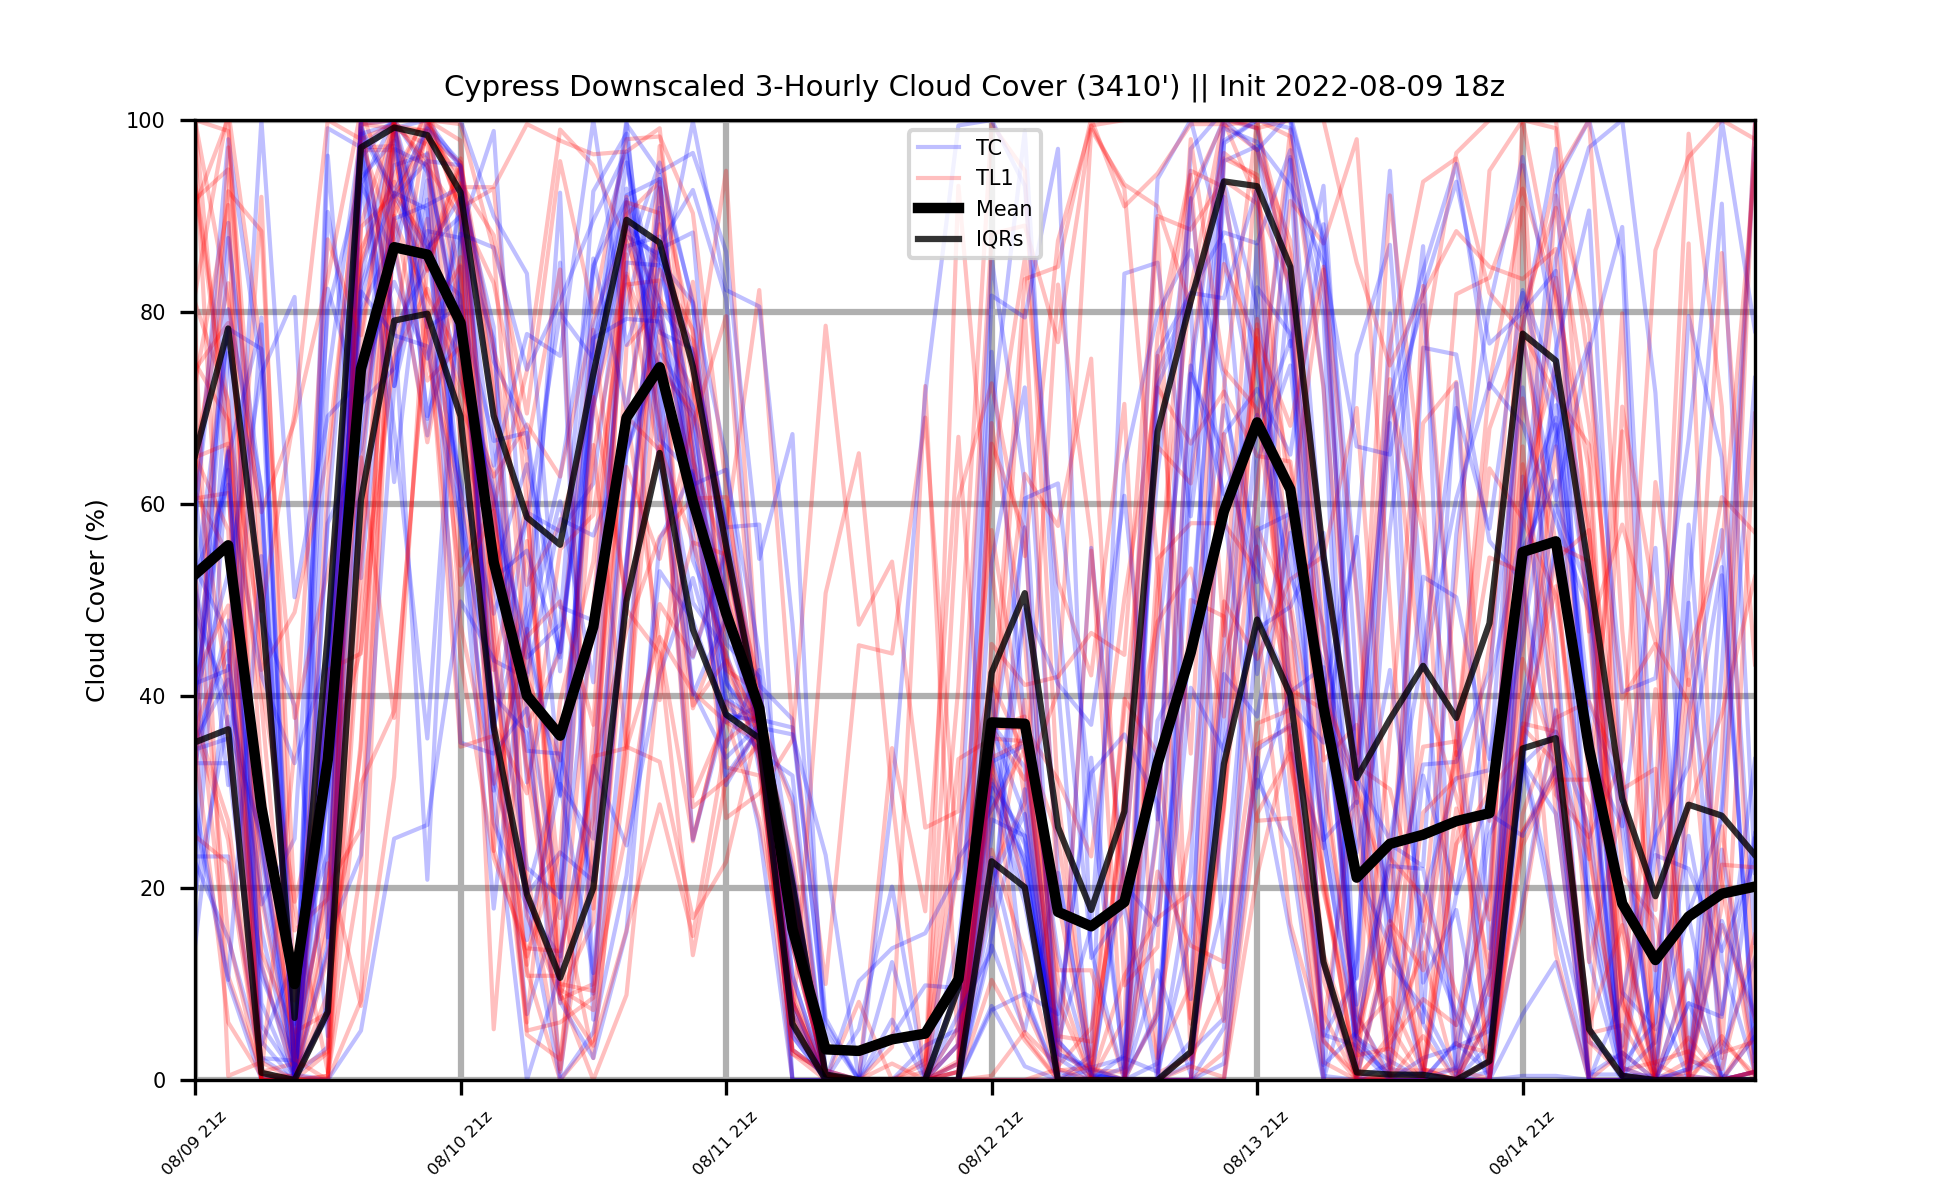 Cypress Downscaled 3-Hourly Cloud Cover (3410') || Init 2022-08-09 18z
Cloud Cover (%)
100
80
60
40
20
0
TC
TL1
Mean
IQRs
08/09 21z
08/10 21z
08/11 21z
08/12 21z
08/13 21z
08/14 21z